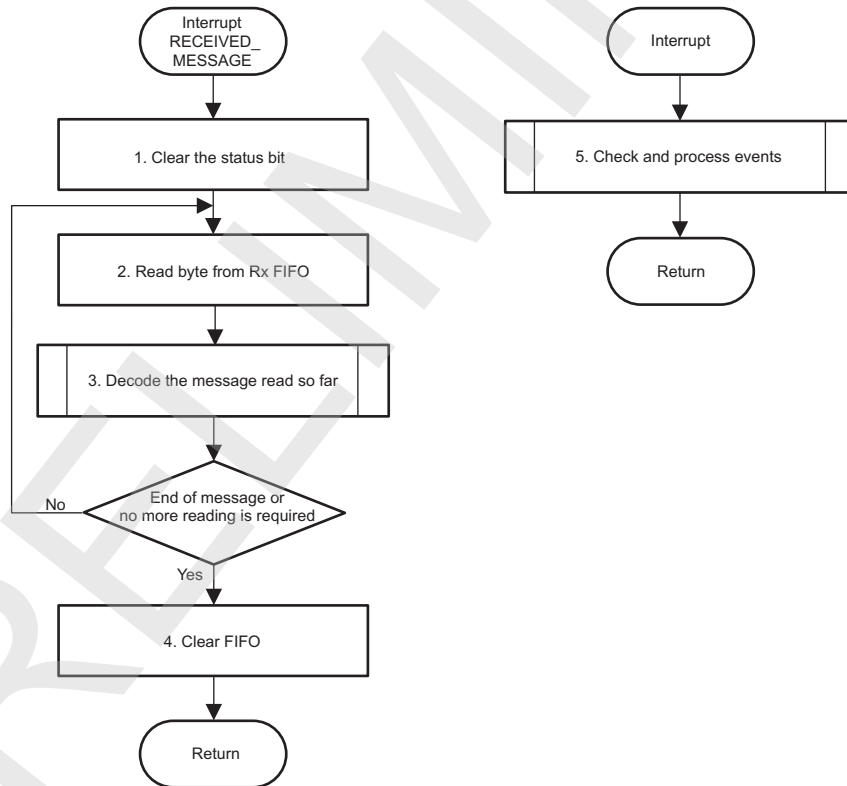 Interrupt
RECEIVED_
MESSAGE
1. Clear the status bit
2. Read byte from Rx FIFO
3. Decode the message read so far
End of message or
no more reading is required
No
Yes
4. Clear FIFO
Return
Interrupt
5. Check and process events
Return
RELIMI